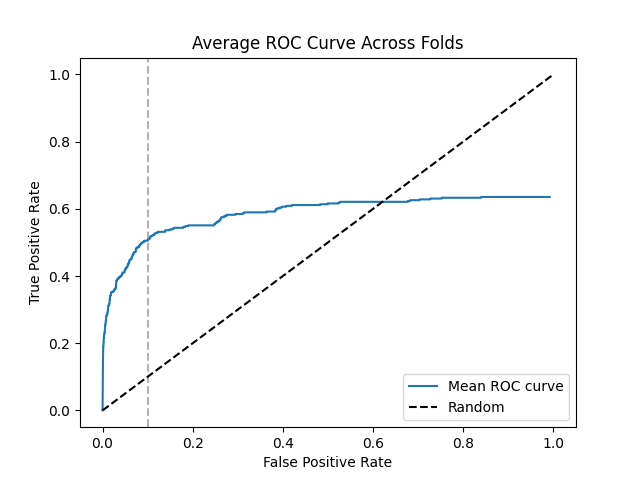 Average ROC Curve Across Folds
1.0
0.8
0.6
0.4
0.2
0.0
True Positive Rate
0.0 0.2 0.4 0.6 0.8 1.0
False Positive Rate
Mean ROC curve
Random